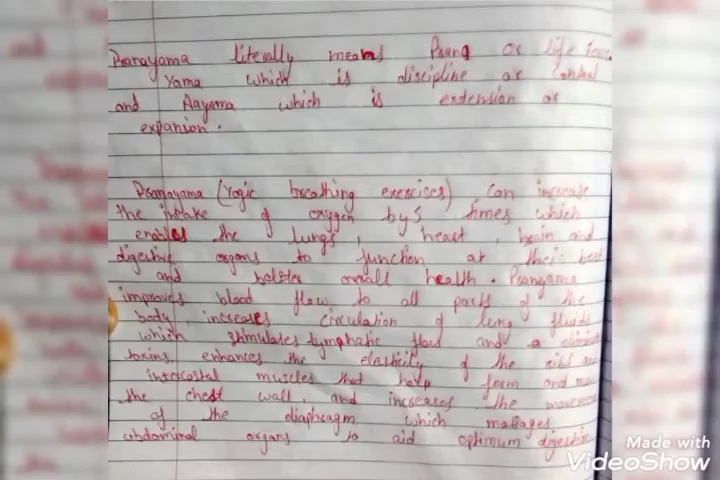 Pranayama literally means Prana or life force.
Yama which is discipline or control
and Aayama which is extension or
expansion.
Pranjayama (Yogic breathing exercises) can increase
the intake of oxygen by 5 times which
enables the lungs, heart, brain and
digestive organs to function at their best
and bolster overall health. Pranyama
improves blood flow to all parts of the
body, increases circulation of lung fluids
which stimulates lymphatic flow and
toxins, enhances the elasticity of the ribs
intercostal muscles that help form and
the chest wall, and increases the movement
of the diaphragm which massages
abdominal organs to aid optimum digestion
Made with
VideoShow